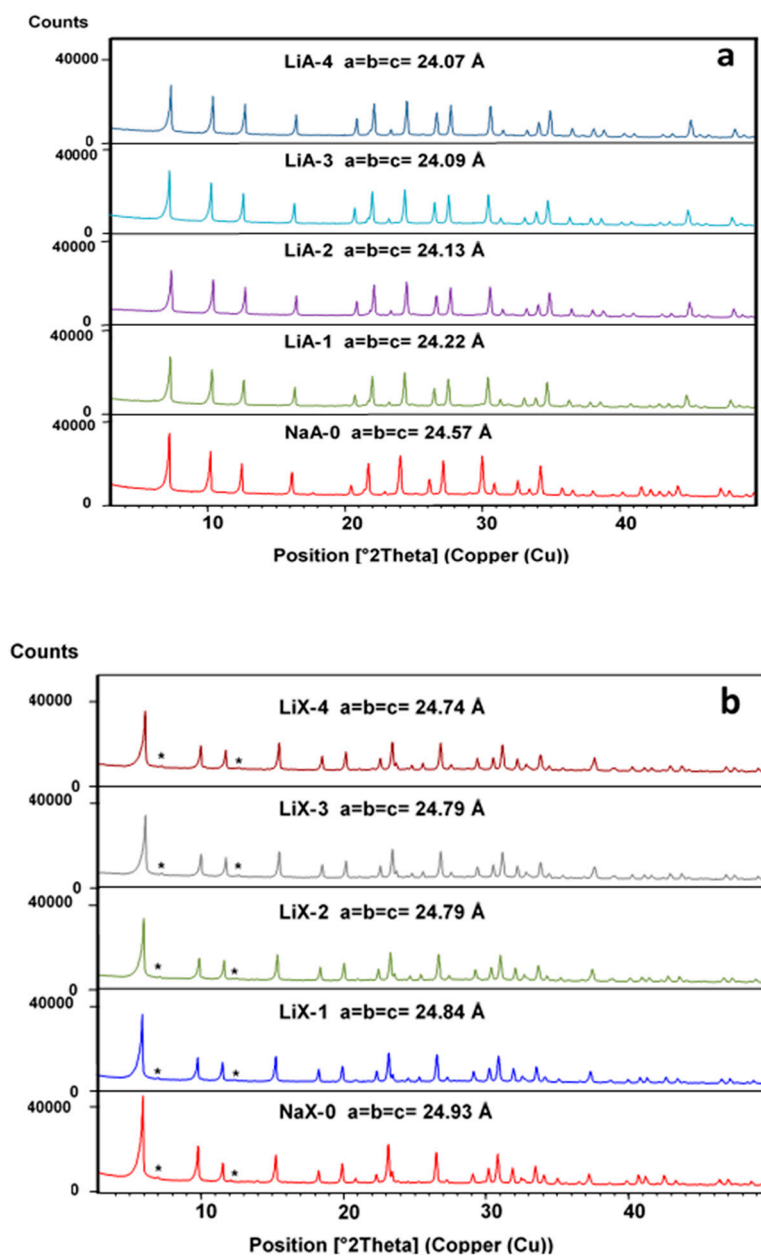 Counts
a
40000
LiA-4 a=b=c= 24.07 Å
0
40000
LiA-3 a=b=c= 24.09 Å
0
40000
LiA-2 a=b=c= 24.13 Å
0
40000
LiA-1 a=b=c= 24.22 Å
0
40000
NaA-0 a=b=c= 24.57 Å
0
10 20 30 40
Position [°2Theta] (Copper (Cu))
Counts
b
40000
LiX-4 a=b=c= 24.74 Å
* *
0
40000
LiX-3 a=b=c= 24.79 Å
* *
0
40000
LiX-2 a=b=c= 24.79 Å
* *
0
40000
LiX-1 a=b=c= 24.84 Å
* *
0
40000
NaX-0 a=b=c= 24.93 Å
* *
0
10 20 30 40
Position [°2Theta] (Copper (Cu))